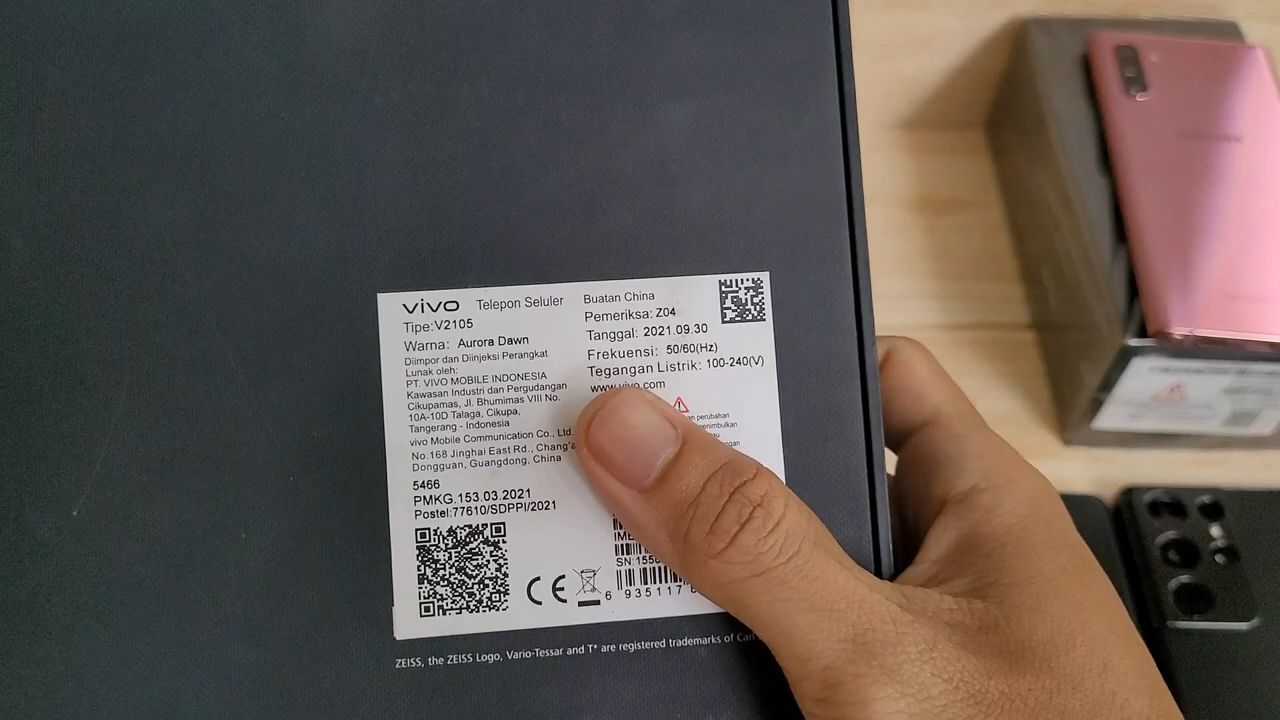 vivo Telepon Seluler
Tipe:V2105
Warna: Aurora Dawn
Diimpor dan Diinjeksi Perangkat
Lunak oleh:
PT. VIVO MOBILE INDONESIA
Kawasan Industri dan Pergudangan
Cikupamas, Jl. Bhumimas VIII No.
10A-10D Talaga, Cikupa,
Tangerang - Indonesia
vivo Mobile Communication Co., Ltd.
No.168 Jinghai East Rd., Chang'a
Dongguan, Guangdong, China
5466
PMKG.153.03.2021
Postel:77610/SDPPI/2021
Buatan China
Pemeriksa: Z04
Tanggal: 2021.09.30
Frekuensi: 50/60(Hz)
Tegangan Listrik: 100-240(V)
www.vivo.com
perubahan
CE
6 935117
ZEISS, the ZEISS Logo, Vario-Tessar and T* are registered trademarks of Carl